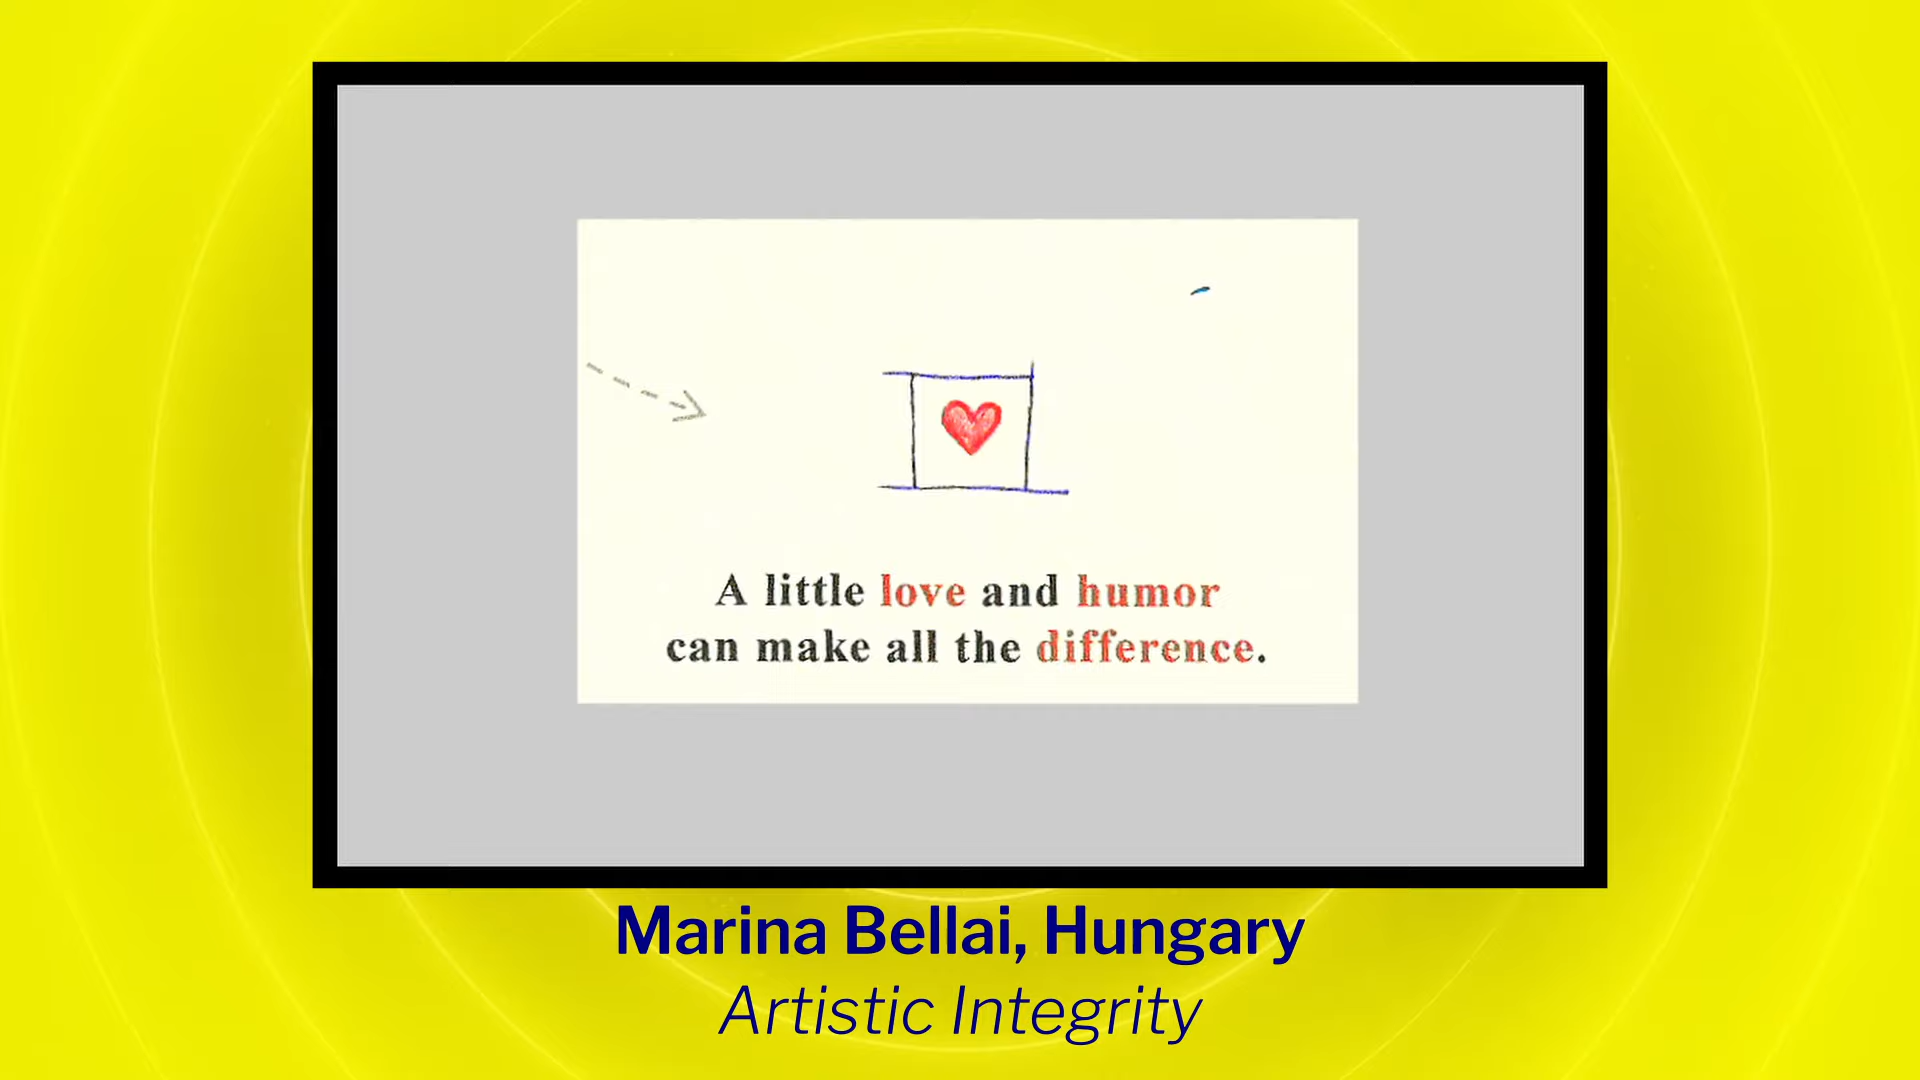 A little love and humor
can make all the difference.
Marina Bellai, Hungary
Artistic Integrity